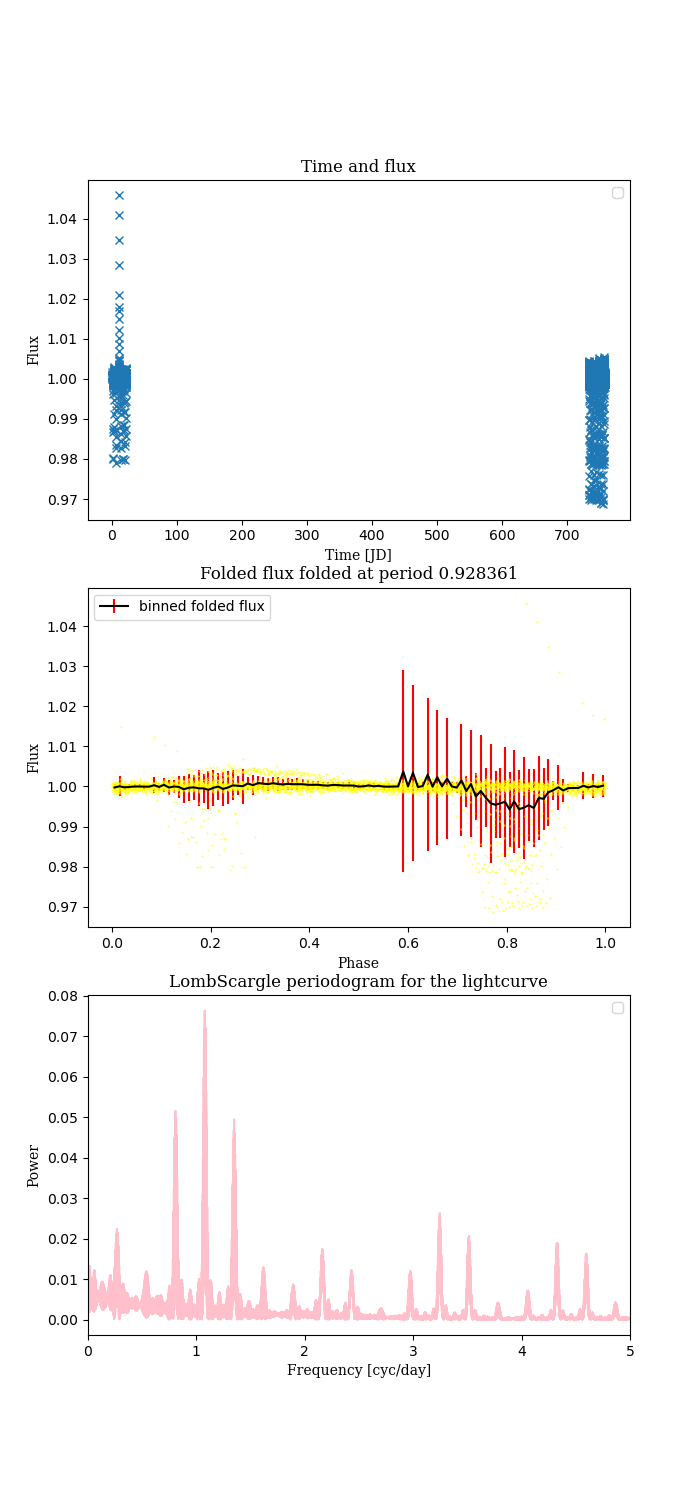 Time and flux
1.04
1.03
1.02
1.01
1.00
0.99
0.98
0.97
Flux
0 100 200 300 400 500 600 700
Time [JD]
Folded flux folded at period 0.928361
binned folded flux
1.04
1.03
1.02
1.01
1.00
0.99
0.98
0.97
Flux
0.0 0.2 0.4 0.6 0.8 1.0
Phase
LombScargle periodogram for the lightcurve
0.08
0.07
0.06
0.05
0.04
0.03
0.02
0.01
0.00
Power
0 1 2 3 4 5
Frequency [cyc/day]